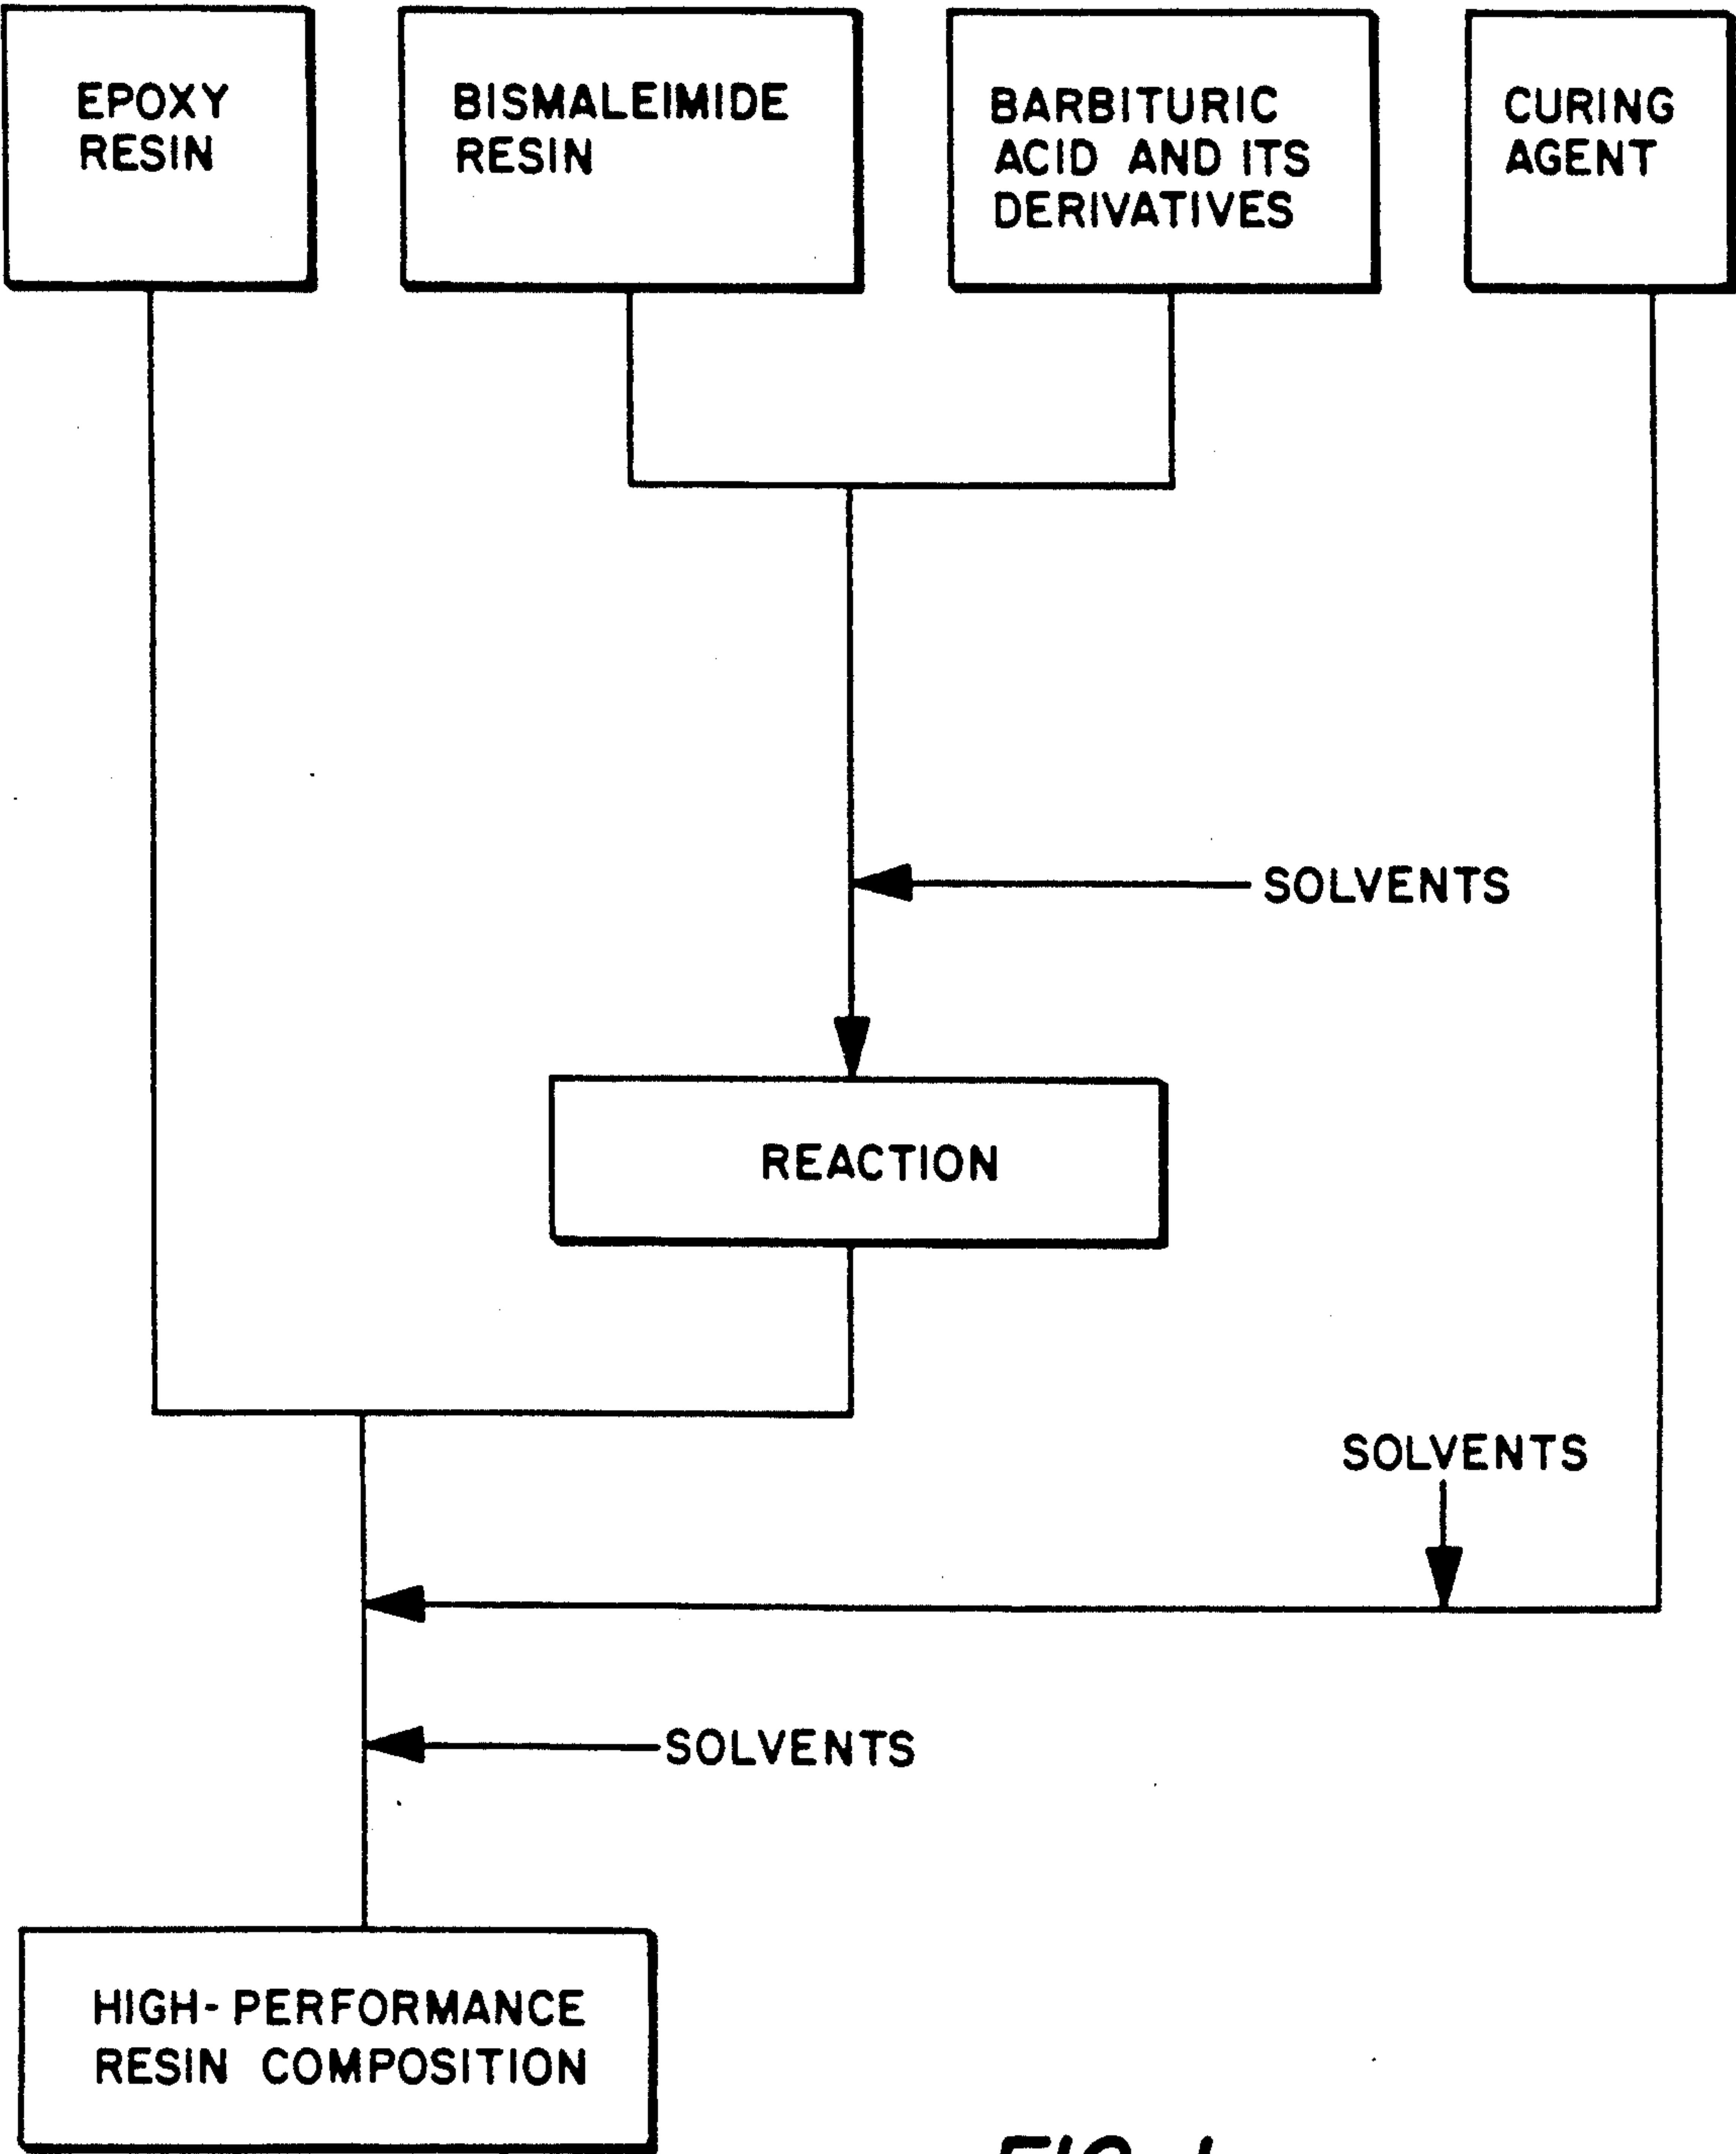 EPOXY
RESIN
BISMALEIMIDE
RESIN
BARBITURIC
ACID AND ITS
DERIVATIVES
CURING
AGENT
SOLVENTS
REACTION
SOLVENTS
SOLVENTS
HIGH-PERFORMANCE
RESIN COMPOSITION